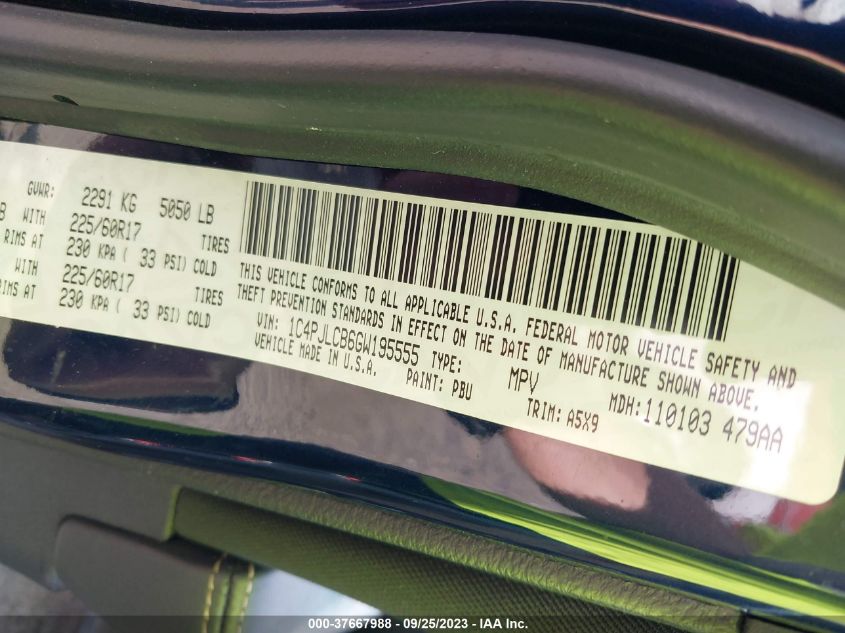 GVWR: 2291 KG 5050 LB
B WITH 225/60R17 TIRES
RIMS AT 230 KPA ( 33 PSI) COLD
WITH 225/60R17 TIRES
RIMS AT 230 KPA ( 33 PSI) COLD
THIS VEHICLE CONFORMS TO ALL APPLICABLE U.S.A. FEDERAL MOTOR VEHICLE SAFETY AND
THEFT PREVENTION STANDARDS IN EFFECT ON THE DATE OF MANUFACTURE SHOWN ABOVE.
VIN: 1C4PJLCB6GW195555 TYPE: MPV MDH:110103 479AA
VEHICLE MADE IN U.S.A. PAINT: PBU TRIM: A5X9
000-37667988 - 09/25/2023 - IAA Inc.